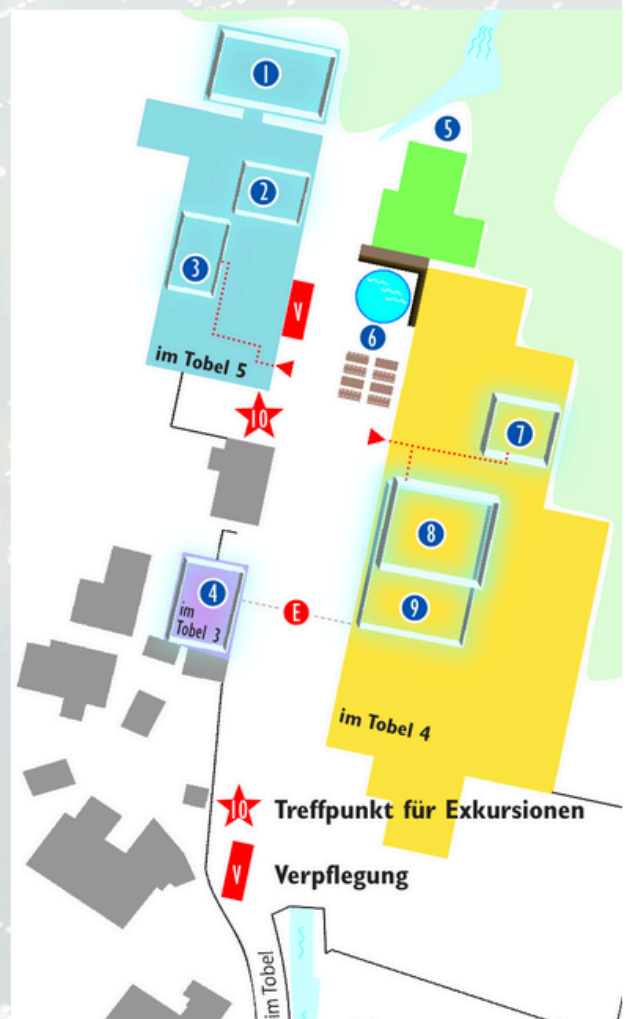 1
5
2
3
V
6
im Tobel 5
10
7
8
4
im
Tobel 3
E
9
im Tobel 4
10 Treffpunkt für Exkursionen
V Verpflegung
im Tobel